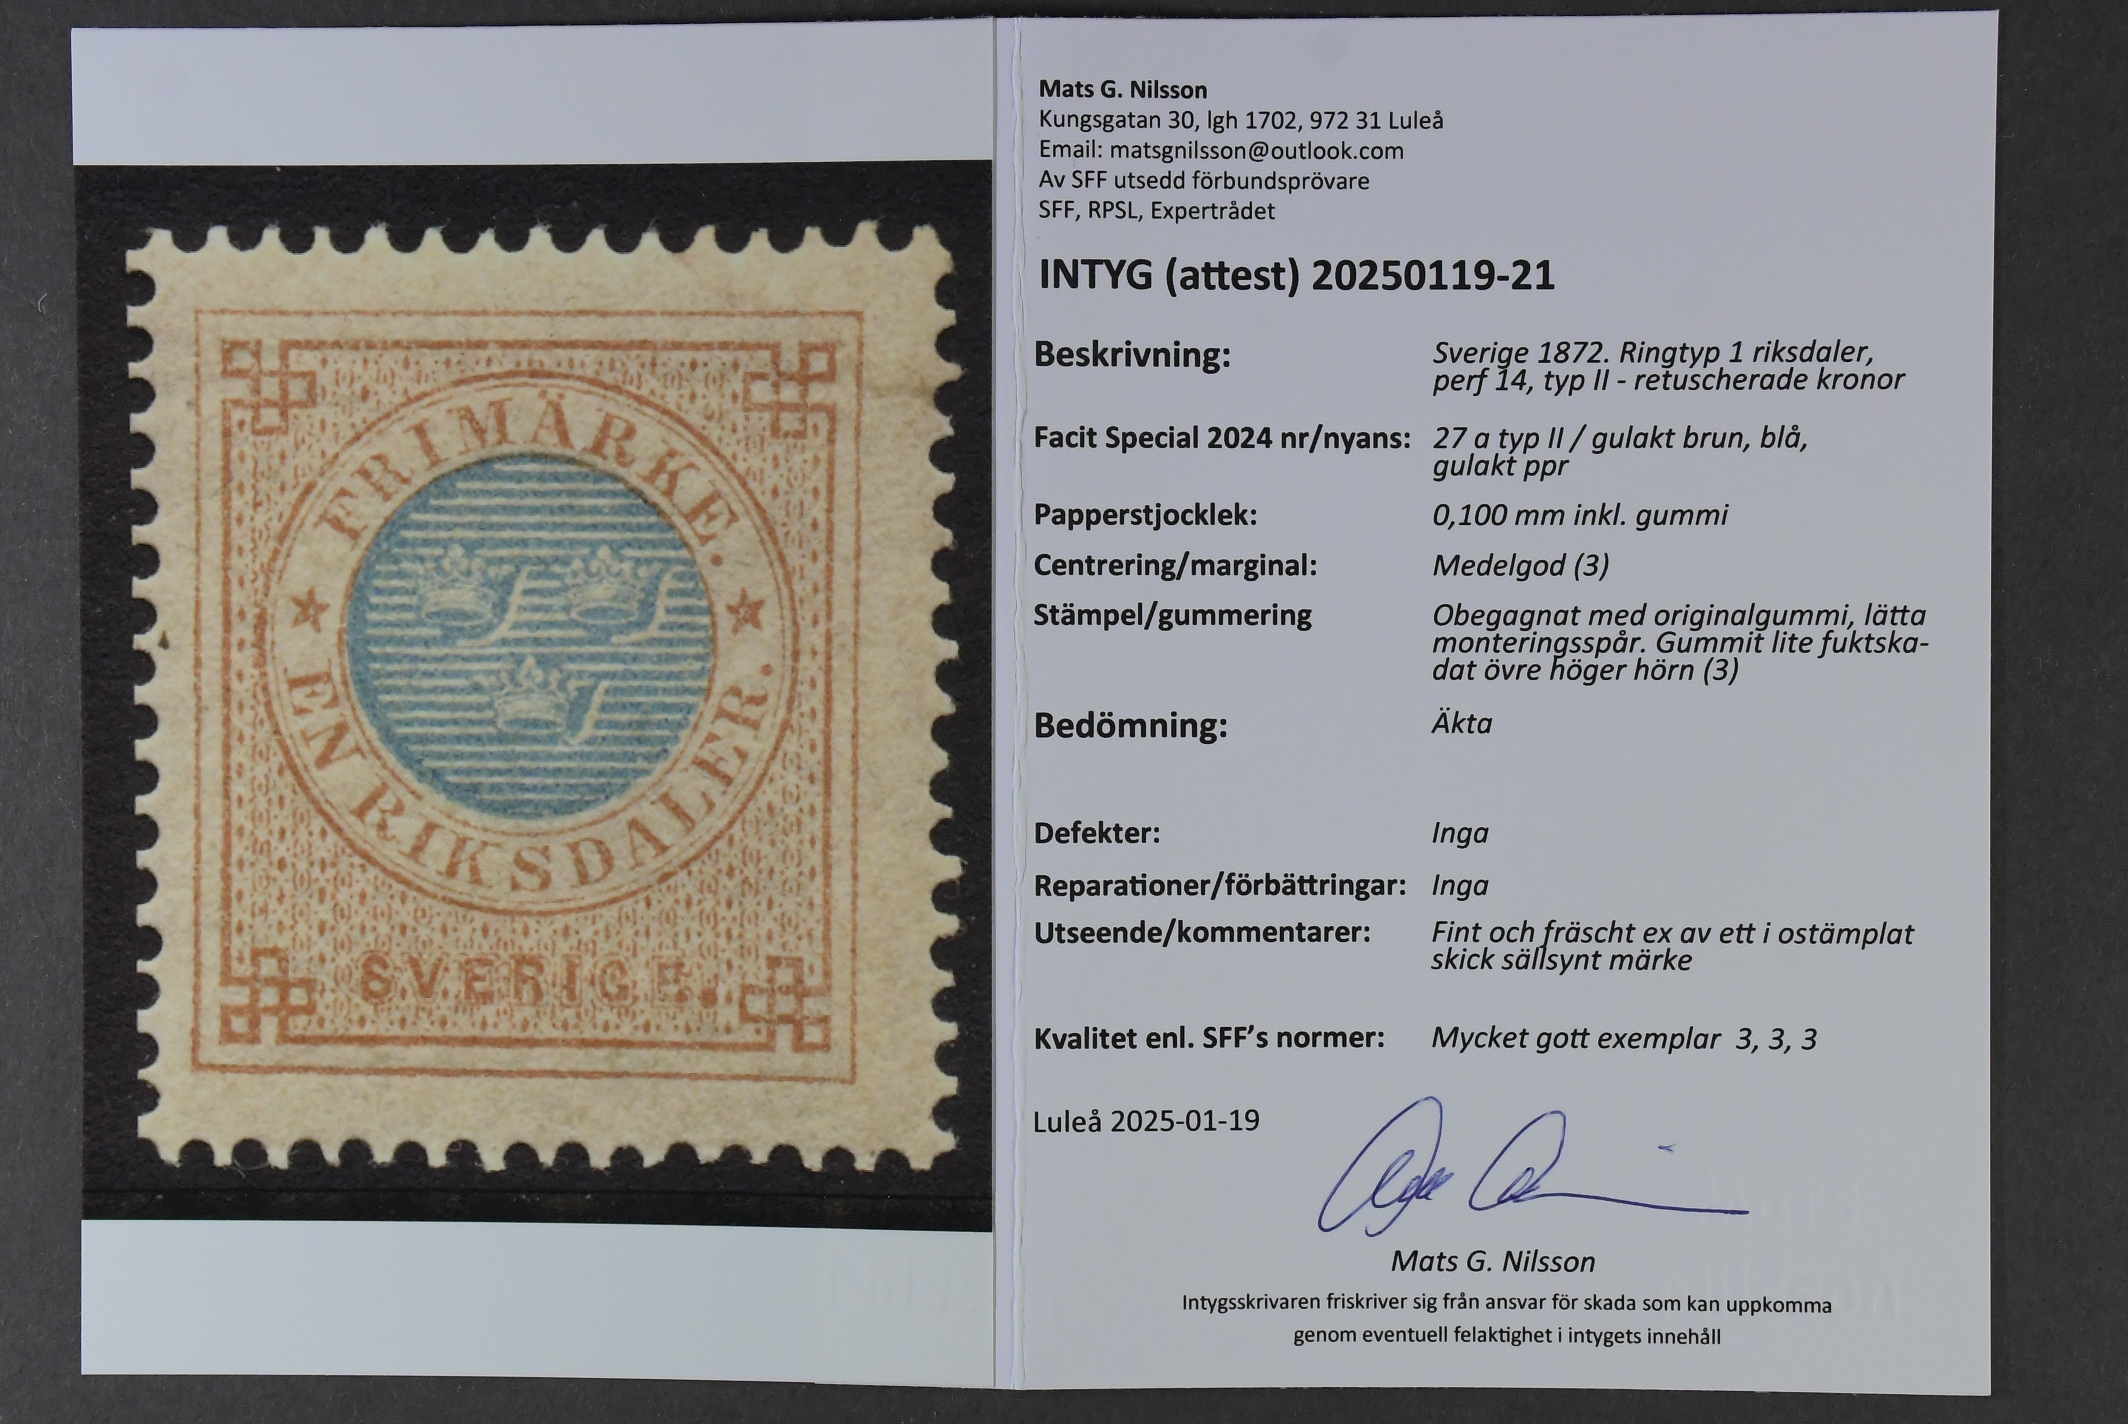 FRIMÄRKE.
EN RIKSDALER.
SVERIGE.
Mats G. Nilsson
Kungsgatan 30, lgh 1702, 972 31 Luleå
Email: matsgnilsson@outlook.com
Av SFF utsedd förbundsprövare
SFF, RPSL, Expertrådet
INTYG (attest) 20250119-21
Beskrivning: Sverige 1872. Ringtyp 1 riksdaler,
perf 14, typ II - retuscherade kronor
Facit Special 2024 nr/nyans: 27 a typ II / gulakt brun, blå,
gulakt ppr
Papperstjocklek: 0,100 mm inkl. gummi
Centrering/marginal: Medelgod (3)
Stämpel/gummering Obegagnat med originalgummi, lätta
monteringsspår. Gummit lite fuktska-
dat övre höger hörn (3)
Bedömning: Äkta
Defekter: Inga
Reparationer/förbättringar: Inga
Utseende/kommentarer: Fint och fräscht ex av ett i ostämplat
skick sällsynt märke
Kvalitet enl. SFF's normer: Mycket gott exemplar 3, 3, 3
Luleå 2025-01-19
Mats G. Nilsson
Intygsskrivaren friskriver sig från ansvar för skada som kan uppkomma
genom eventuell felaktighet i intygets innehåll